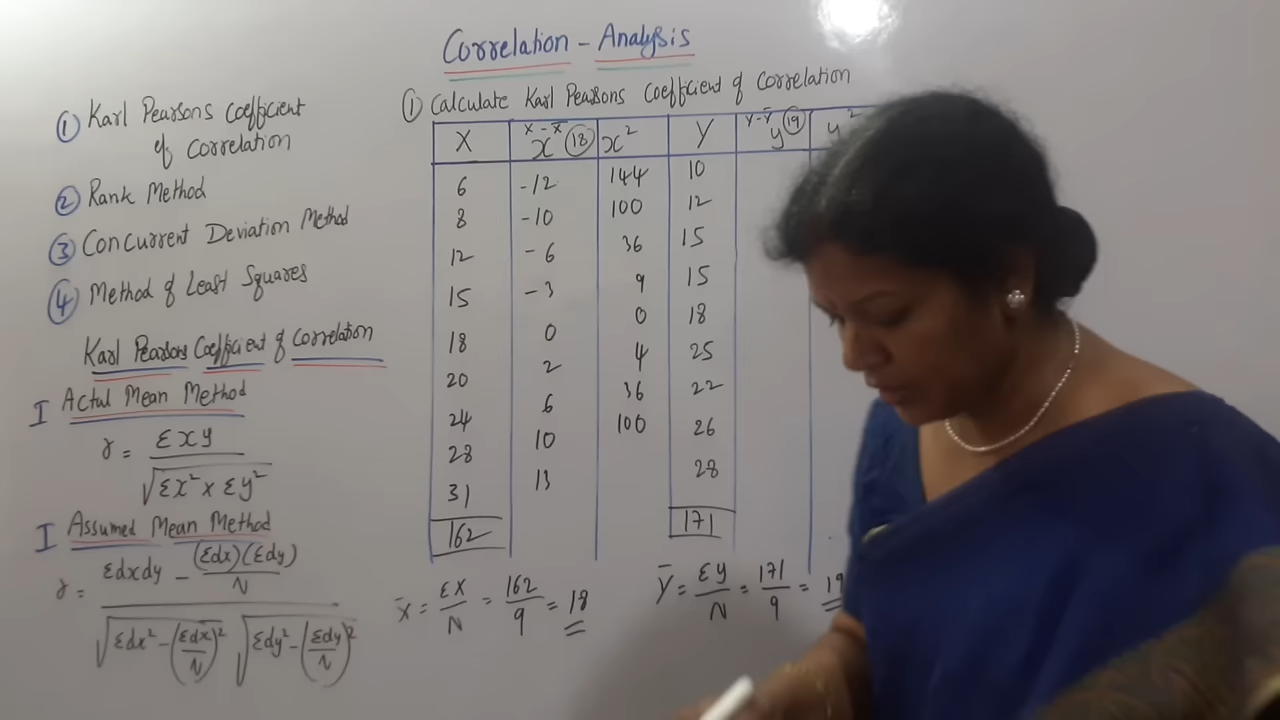 Correlation - Analysis
① Karl Pearsons Coefficient
of Correlation
② Rank Method
③ Concurrent Deviation Method
④ Method of Least Squares
Karl Pearsons Coefficient of Correlation
I Actul Mean Method
r = Σxy / √Σx² x Σy²
I Assumed Mean Method
r = Σdxdy - (Σdx)(Σdy)/N / √Σdx² - (Σdx/N)² √Σdy² - (Σdy/N)²
① Calculate Karl Pearsons Coefficient of Correlation
X x X-X̄ ⑱ x² Y y Y-Ȳ ⑲ y²
6 -12 144 10
8 -10 100 12
12 -6 36 15
15 -3 9 15
18 0 0 18
20 2 4 25
24 6 36 22
28 10 100 26
31 13 28
162 171
X̄ = ΣX/N = 162/9 = 18
Ȳ = Σy/N = 171/9 = 19